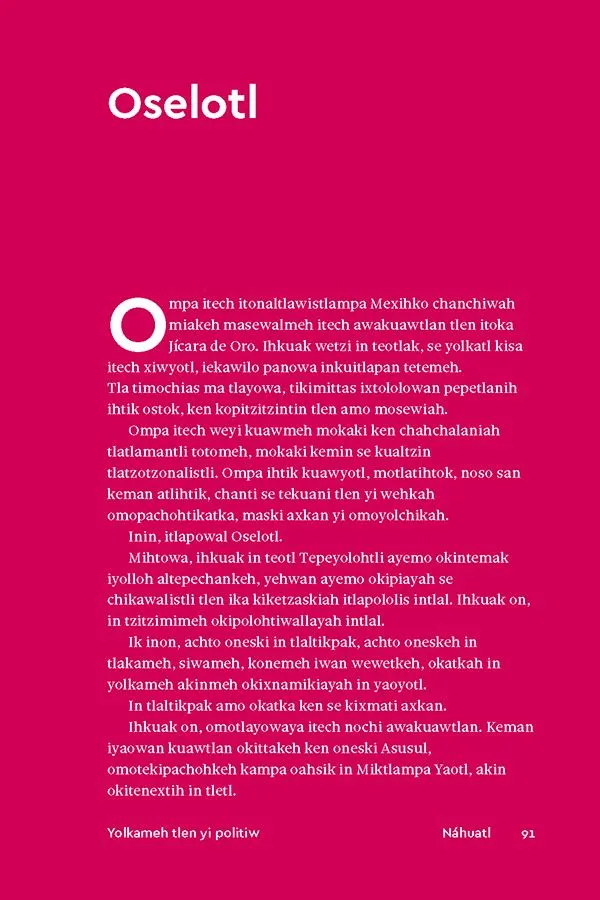 Oselotl
Ompa itech itonaltlawistlampa Mexihko chanchiwah
miakeh masewalmeh itech awakuawtlan tlen itoka
Jícara de Oro. Ihkuak wetzi in teotlak, se yolkatl kisa
itech xiwyotl, iekawilo panowa inkuitlapan tetemeh.
Tla timochias ma tlayowa, tikimittas ixtololowan pepetlanih
ihtik ostok, ken kopitzitzintin tlen amo mosewiah.
Ompa itech weyi kuawmeh mokaki ken chahchalaniah
tlatlamantli totomeh, mokaki kemin se kualtzin
tlatzotzonalistli. Ompa ihtik kuawyotl, motlatihtok, noso san
keman atlihtik, chanti se tekuani tlen yi wehkah
omopachohtikatka, maski axkan yi omoyolchikah.
Inin, itlapowal Oselotl.
Mihtowa, ihkuak in teotl Tepeyolohtli ayemo okintemak
iyolloh altepechankeh, yehwan ayemo okipiayah se
chikawalistli tlen ika kiketzaskiah itlapololis intlal. Ihkuak on,
in tzitzimimeh okipolohtiwallayah intlal.
Ik inon, achto oneski in tlaltikpak, achto oneskeh in
tlakameh, siwameh, konemeh iwan wewetkeh, okatkah in
yolkameh akinmeh okixnamikiayah in yaoyotl.
In tlaltikpak amo okatka ken se kixmati axkan.
Ihkuak on, omotlayowaya itech nochi awakuawtlan. Keman
iyaowan kuawtlan okittakeh ken oneski Asusul,
omotekipachohkeh kampa oahsik in Miktlampa Yaotl, akin
okitenextih in tletl.
Yolkameh tlen yi politiw Náhuatl 91